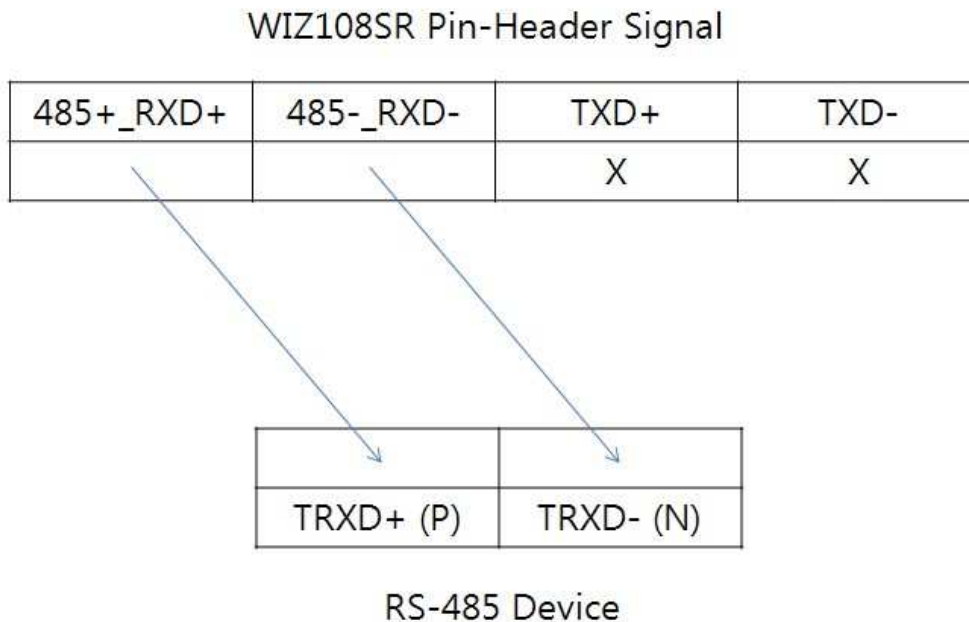 WIZ108SR Pin-Header Signal
485+_RXD+ 485-_RXD- TXD+ TXD-
X X
TRXD+ (P) TRXD- (N)
RS-485 Device